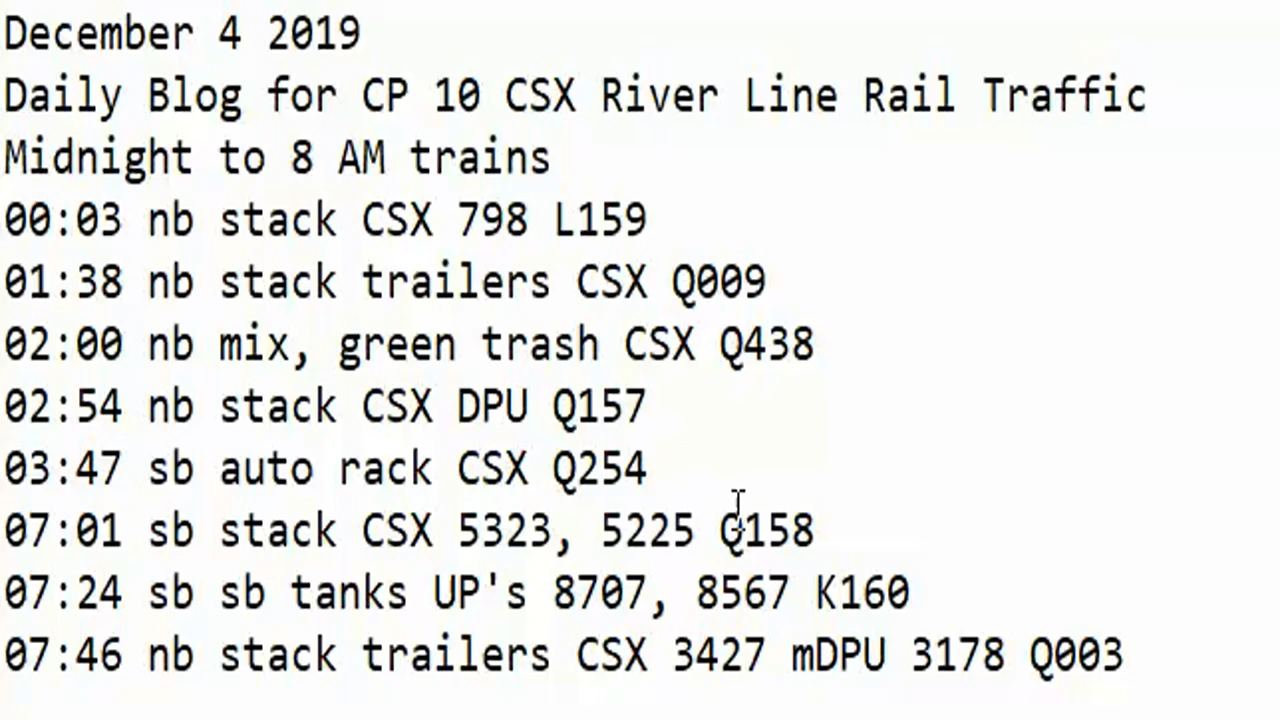 December 4 2019
Daily Blog for CP 10 CSX River Line Rail Traffic
Midnight to 8 AM trains
00:03 nb stack CSX 798 L159
01:38 nb stack trailers CSX Q009
02:00 nb mix, green trash CSX Q438
02:54 nb stack CSX DPU Q157
03:47 sb auto rack CSX Q254
07:01 sb stack CSX 5323, 5225 Q158
07:24 sb sb tanks UP's 8707, 8567 K160
07:46 nb stack trailers CSX 3427 mDPU 3178 Q003